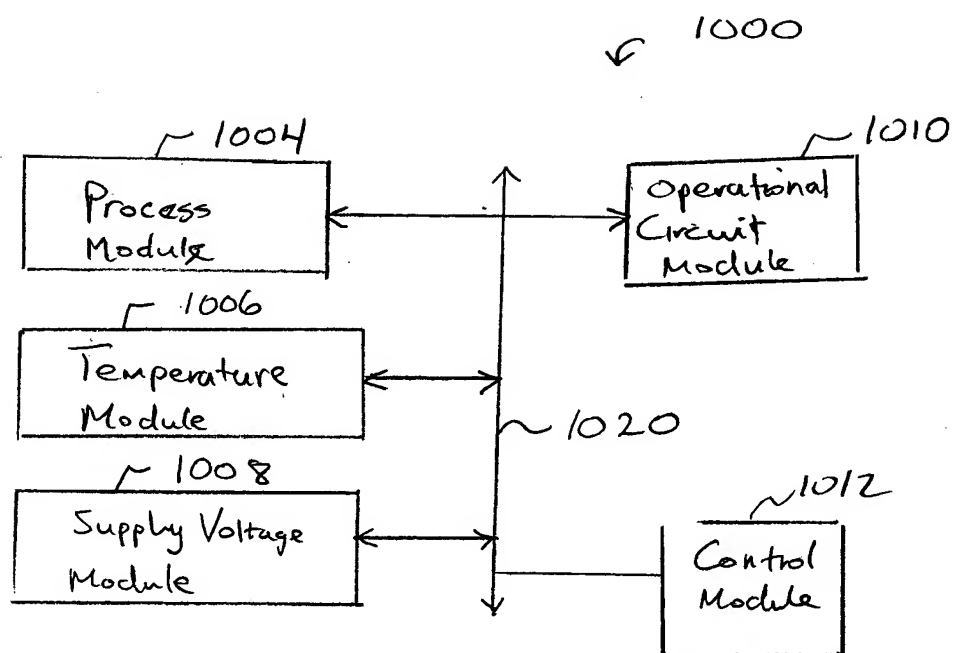 1000
1004
1010
Process
Module
Operational
Circuit
Module
1006
Temperature
Module
1020
1008
1012
Supply Voltage
Module
Control
Module